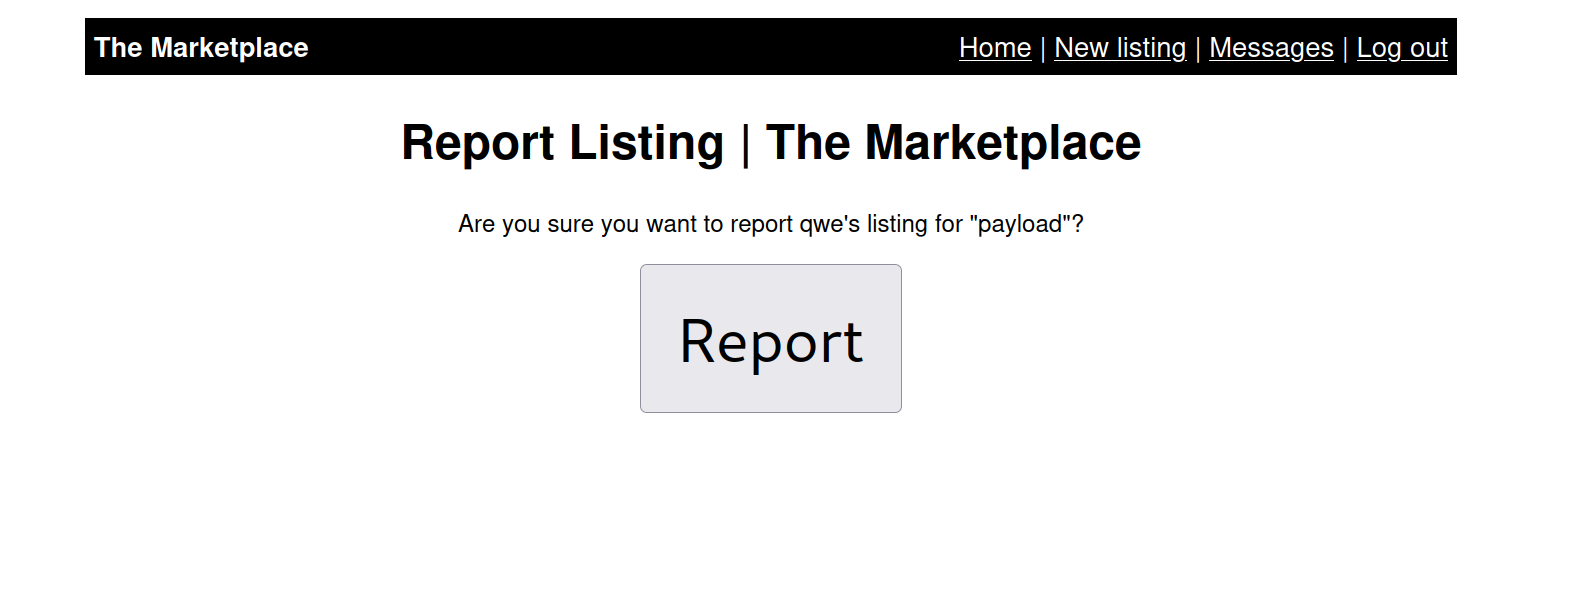 The Marketplace
Home | New listing | Messages | Log out
Report Listing | The Marketplace
Are you sure you want to report qwe's listing for "payload"?
Report